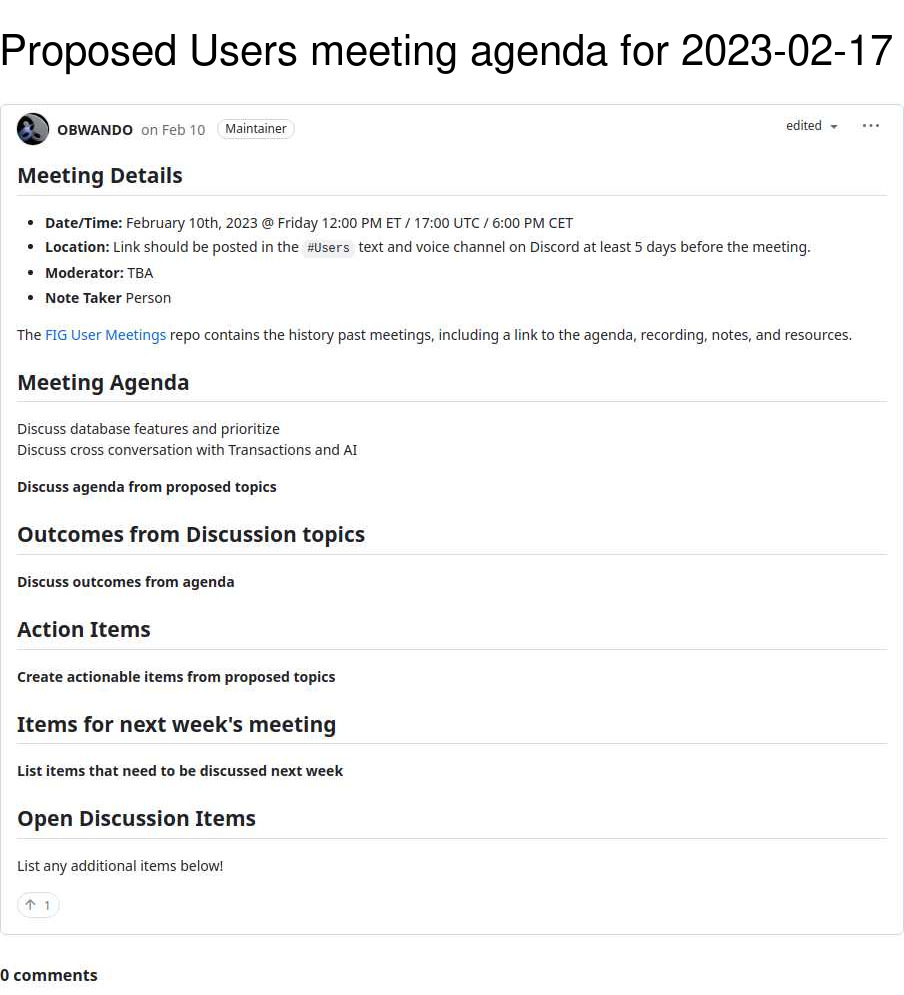 Proposed Users meeting agenda for 2023-02-17
OBWANDO on Feb 10 Maintainer edited
Meeting Details
Date/Time: February 10th, 2023 @ Friday 12:00 PM ET / 17:00 UTC / 6:00 PM CET
Location: Link should be posted in the #Users text and voice channel on Discord at least 5 days before the meeting.
Moderator: TBA
Note Taker Person
The FIG User Meetings repo contains the history past meetings, including a link to the agenda, recording, notes, and resources.
Meeting Agenda
Discuss database features and prioritize
Discuss cross conversation with Transactions and AI
Discuss agenda from proposed topics
Outcomes from Discussion topics
Discuss outcomes from agenda
Action Items
Create actionable items from proposed topics
Items for next week's meeting
List items that need to be discussed next week
Open Discussion Items
List any additional items below!
1
0 comments